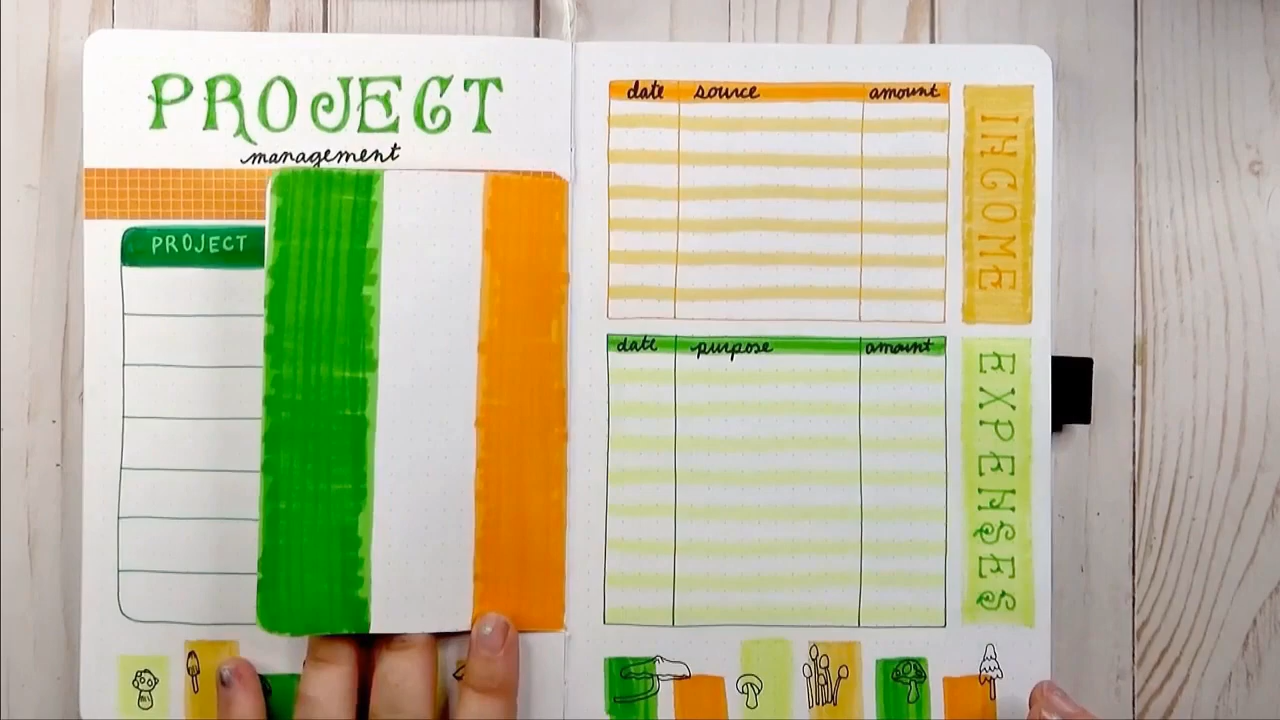 PROJECT
management
PROJECT
date source amount
INCOME
date purpose amount
EXPENSES